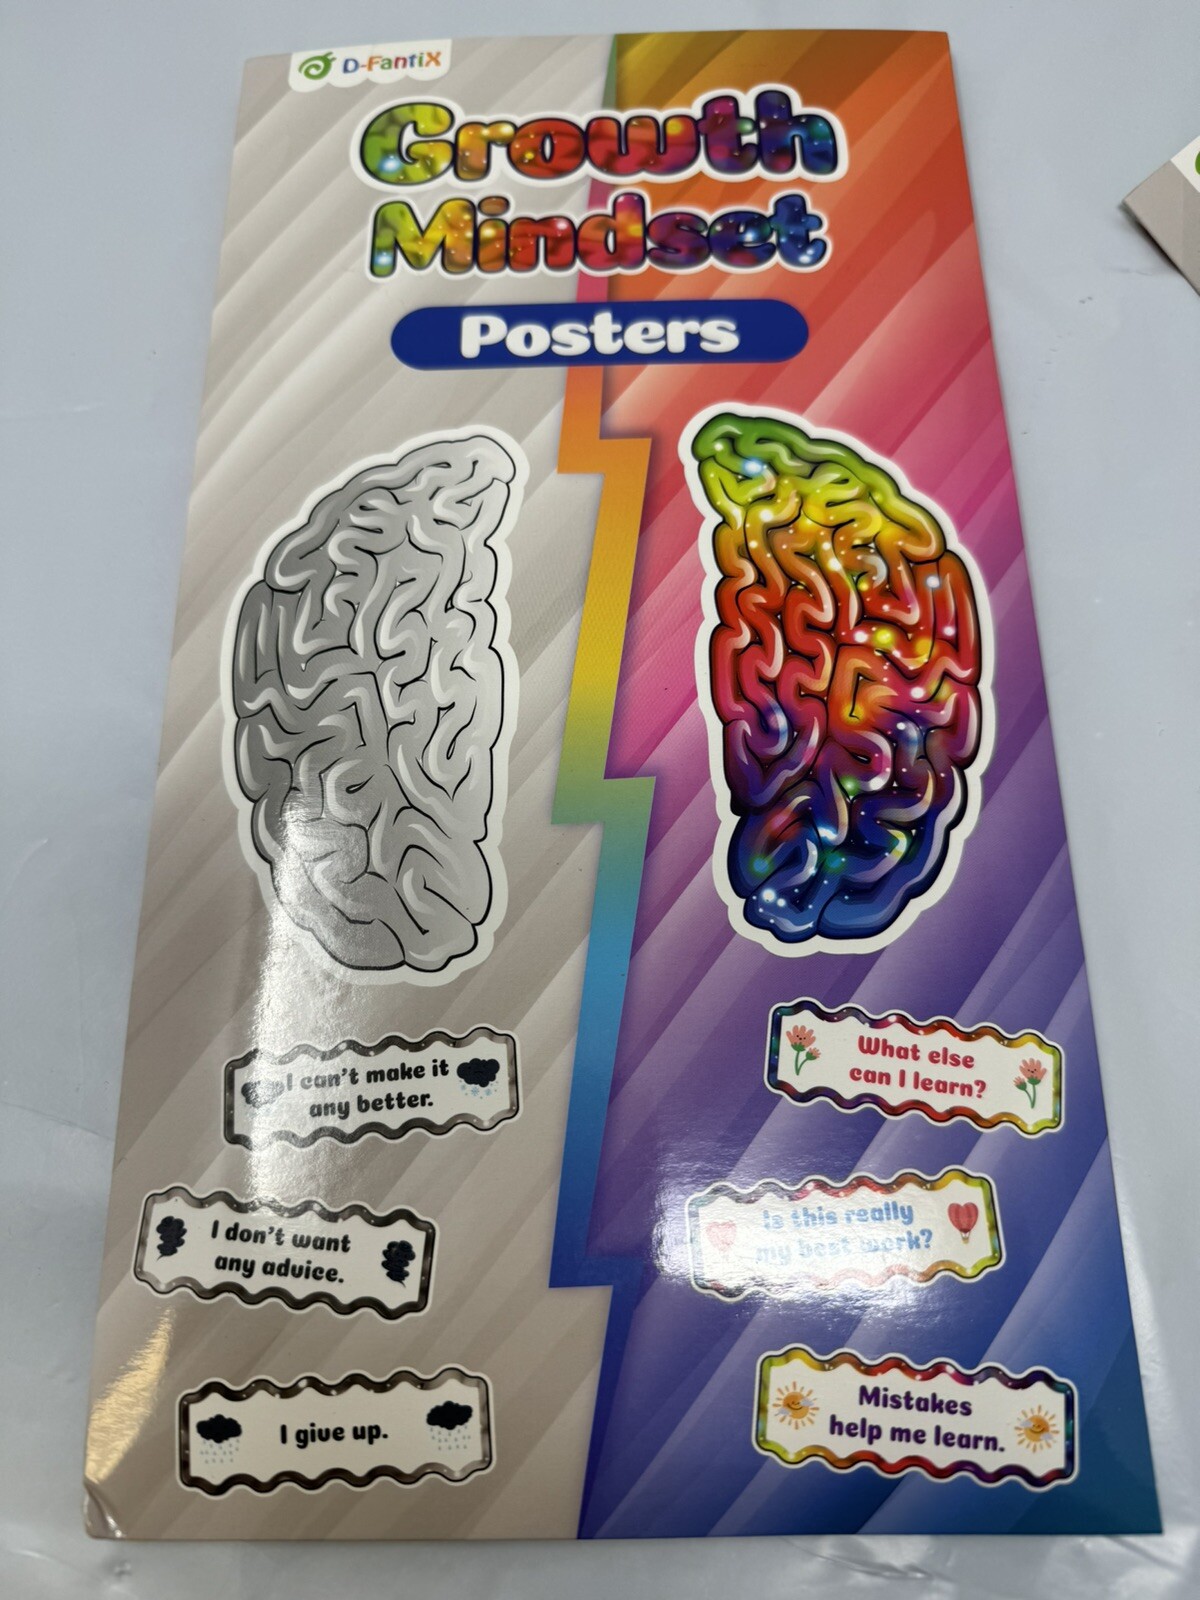 D-FantiX
Growth
Mindset
Posters
I can't make it
any better.
I don't want
any advice.
I give up.
What else
can I learn?
Is this really
my best work?
Mistakes
help me learn.